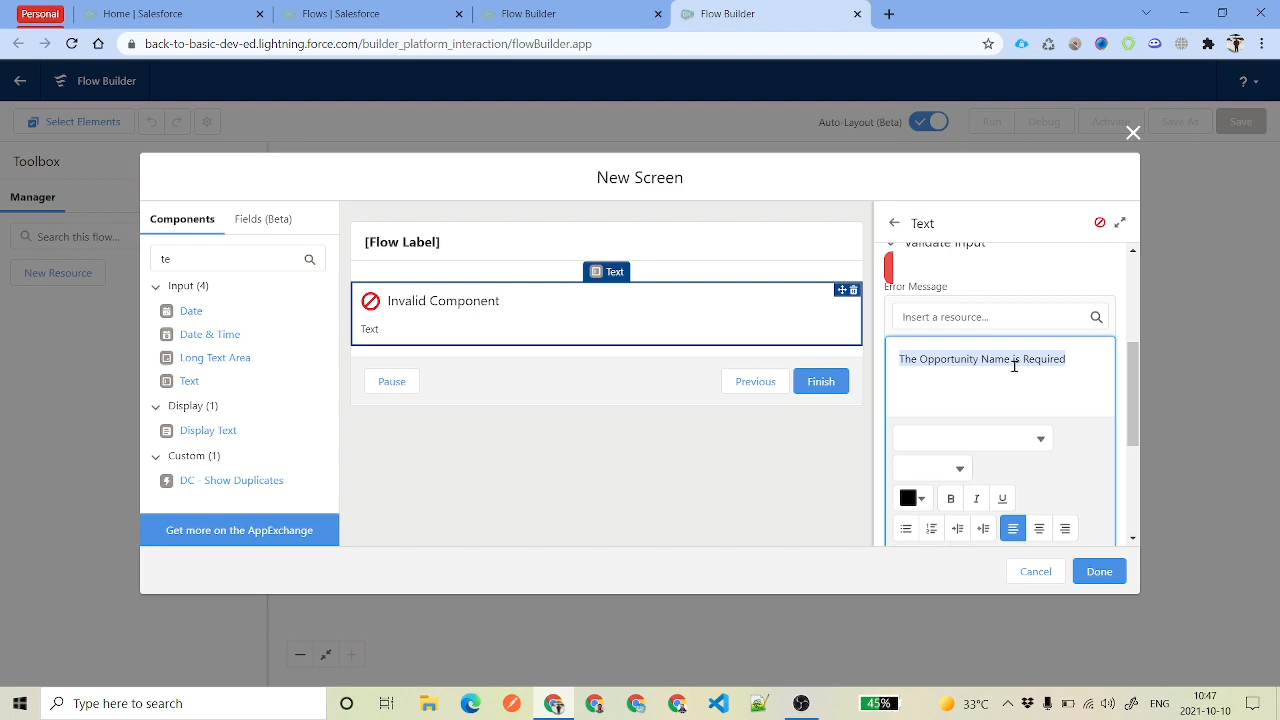 Personal
Home | Salesforce
Flows | Salesforce
Flow Builder
Flow Builder
back-to-basic-dev-ed.lightning.force.com/builder_platform_interaction/flowBuilder.app
Flow Builder
?
Select Elements
Auto-Layout (Beta)
Run
Debug
Activate
Save As
Save
Toolbox
Manager
Search this flow...
New Resource
New Screen
Components
Fields (Beta)
te
Input (4)
Date
Date & Time
Long Text Area
Text
Display (1)
Display Text
Custom (1)
DC - Show Duplicates
Get more on the AppExchange
[Flow Label]
Text
Invalid Component
Text
Pause
Previous
Finish
Text
Validate Input
Error Message
Insert a resource...
The Opportunity Name is Required
B
I
U
Cancel
Done
Type here to search
45%
33°C
ENG
10:47
2021-10-10